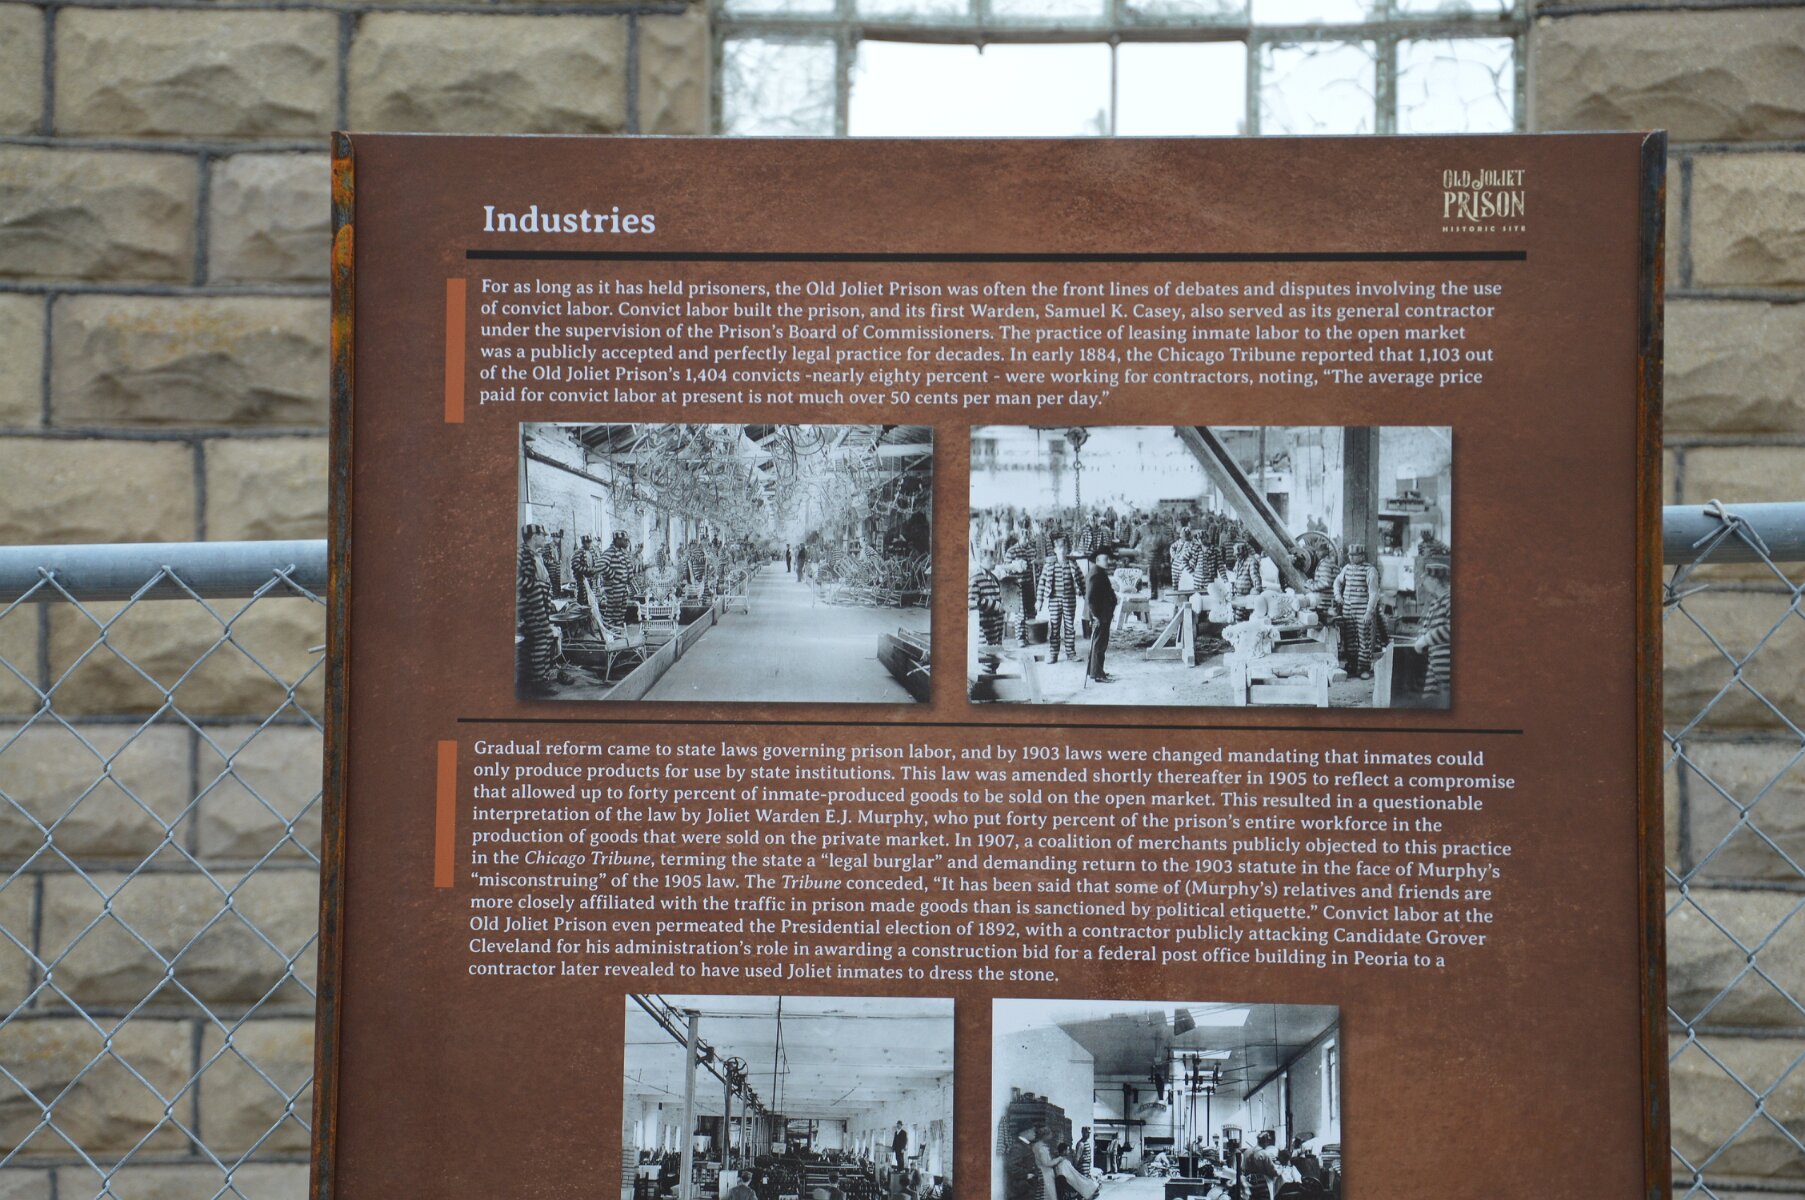 OLD JOLIET
PRISON
HISTORIC SITE
Industries
For as long as it has held prisoners, the Old Joliet Prison was often the front lines of debates and disputes involving the use
of convict labor. Convict labor built the prison, and its first Warden, Samuel K. Casey, also served as its general contractor
under the supervision of the Prison's Board of Commissioners. The practice of leasing inmate labor to the open market
was a publicly accepted and perfectly legal practice for decades. In early 1884, the Chicago Tribune reported that 1,103 out
of the Old Joliet Prison's 1,404 convicts -nearly eighty percent - were working for contractors, noting, “The average price
paid for convict labor at present is not much over 50 cents per man per day.”
Gradual reform came to state laws governing prison labor, and by 1903 laws were changed mandating that inmates could
only produce products for use by state institutions. This law was amended shortly thereafter in 1905 to reflect a compromise
that allowed up to forty percent of inmate-produced goods to be sold on the open market. This resulted in a questionable
interpretation of the law by Joliet Warden E.J. Murphy, who put forty percent of the prison's entire workforce in the
production of goods that were sold on the private market. In 1907, a coalition of merchants publicly objected to this practice
in the Chicago Tribune, terming the state a “legal burglar” and demanding return to the 1903 statute in the face of Murphy's
“misconstruing” of the 1905 law. The Tribune conceded, “It has been said that some of (Murphy's) relatives and friends are
more closely affiliated with the traffic in prison made goods than is sanctioned by political etiquette.” Convict labor at the
Old Joliet Prison even permeated the Presidential election of 1892, with a contractor publicly attacking Candidate Grover
Cleveland for his administration's role in awarding a construction bid for a federal post office building in Peoria to a
contractor later revealed to have used Joliet inmates to dress the stone.